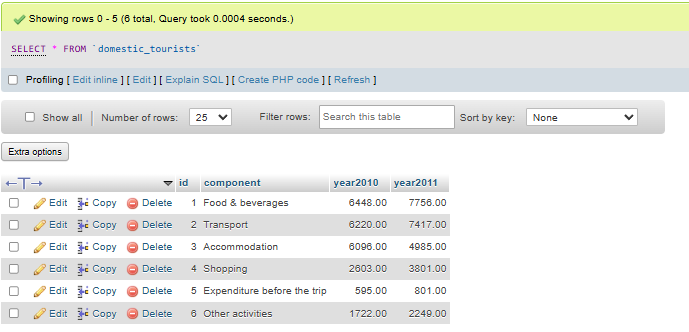 Showing rows 0 - 5 (6 total, Query took 0.0004 seconds.)
SELECT * FROM `domestic_tourists`
Profiling [ Edit inline ] [ Edit ] [ Explain SQL ] [ Create PHP code ] [ Refresh ]
Show all Number of rows: 25 Filter rows: Search this table Sort by key: None
Extra options
id component year2010 year2011
Edit Copy Delete 1 Food & beverages 6448.00 7756.00
Edit Copy Delete 2 Transport 6220.00 7417.00
Edit Copy Delete 3 Accommodation 6096.00 4985.00
Edit Copy Delete 4 Shopping 2603.00 3801.00
Edit Copy Delete 5 Expenditure before the trip 595.00 801.00
Edit Copy Delete 6 Other activities 1722.00 2249.00